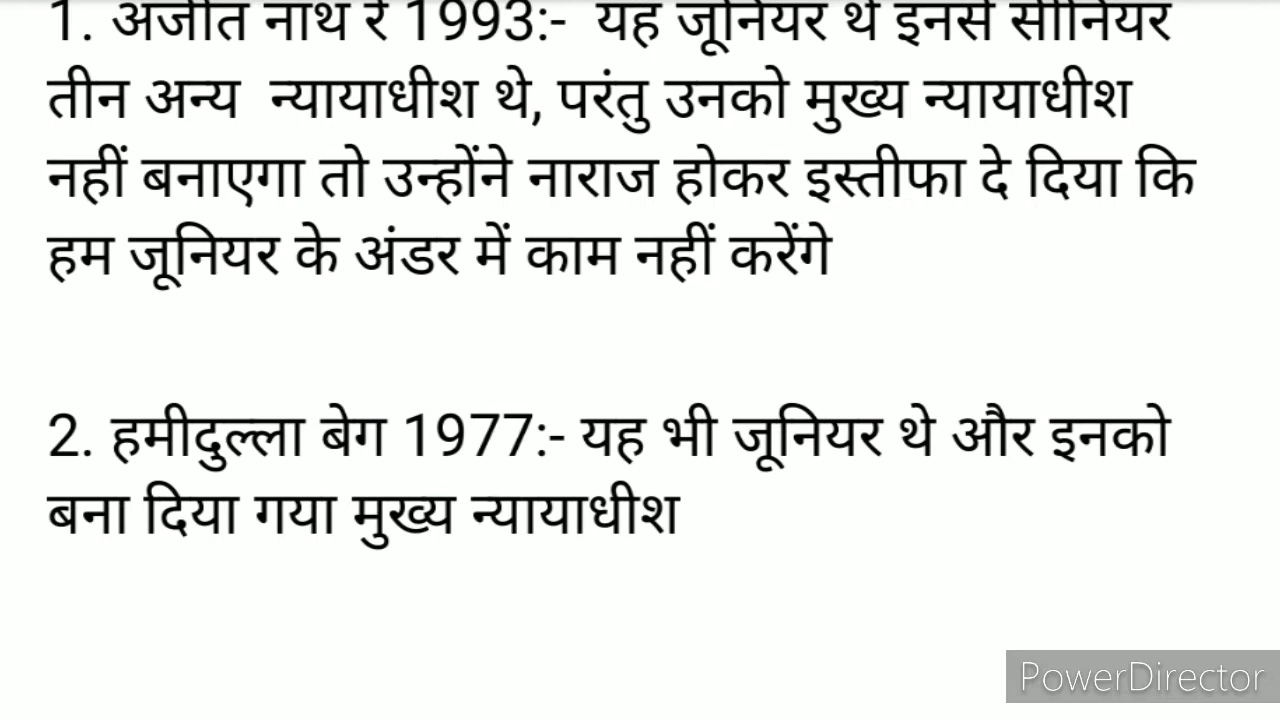 1. अजीत नाथ रे 1993:- यह जूनियर थे इनसे सीनियर
तीन अन्य न्यायाधीश थे, परंतु उनको मुख्य न्यायाधीश
नहीं बनाएगा तो उन्होंने नाराज होकर इस्तीफा दे दिया कि
हम जूनियर के अंडर में काम नहीं करेंगे
2. हमीदुल्ला बेग 1977:- यह भी जूनियर थे और इनको
बना दिया गया मुख्य न्यायाधीश
PowerDirector